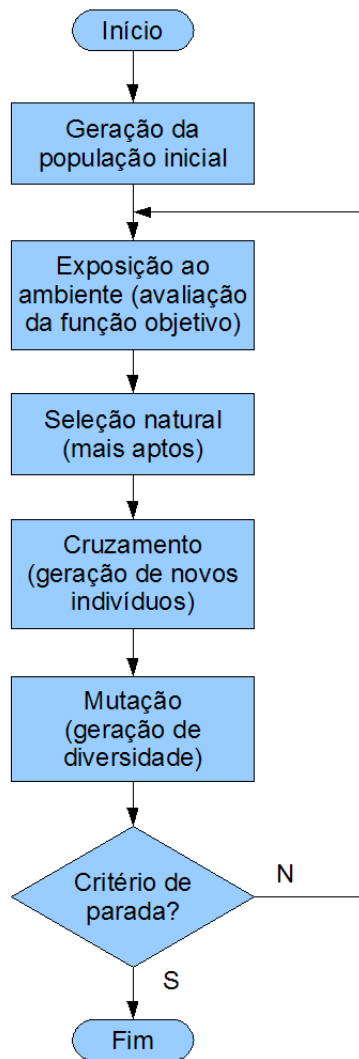 Início
Geração da
população inicial
Exposição ao
ambiente (avaliação
da função objetivo)
Seleção natural
(mais aptos)
Cruzamento
(geração de novos
indivíduos)
Mutação
(geração de
diversidade)
Critério de
parada?
N
S
Fim